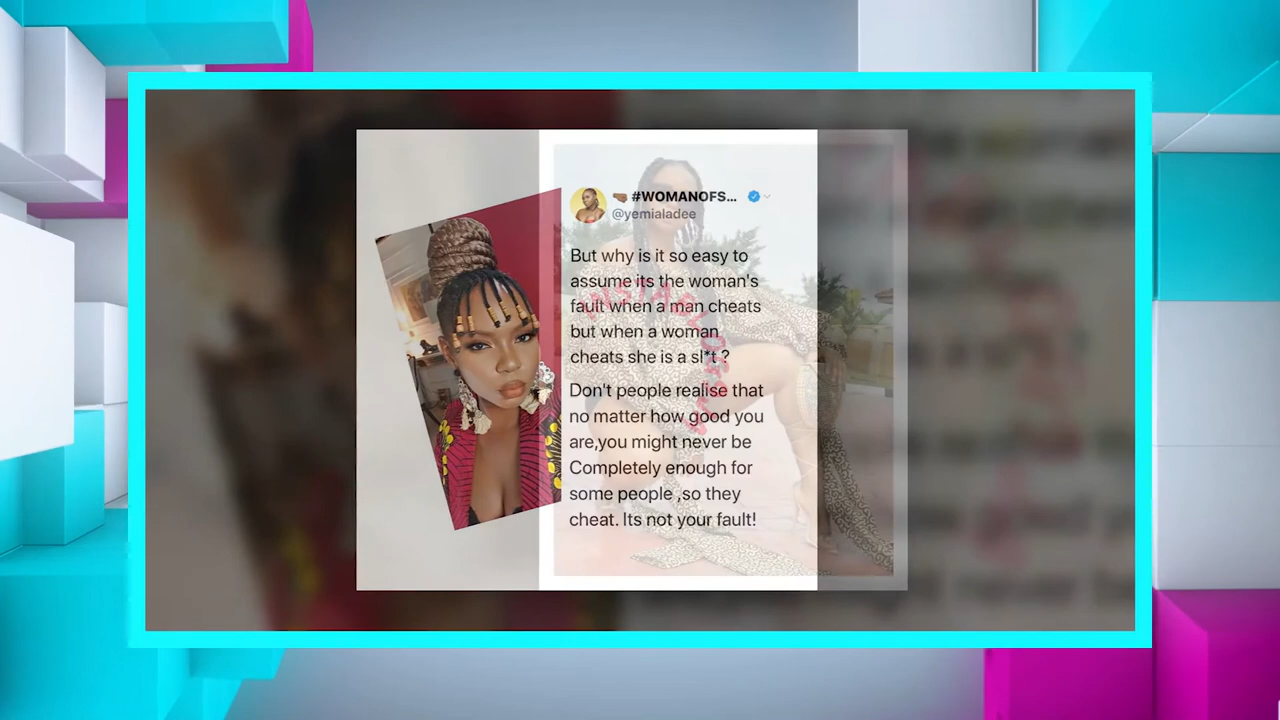 #WOMANOFS...
@yemialadee
But why is it so easy to
assume its the woman's
fault when a man cheats
but when a woman
cheats she is a sl*t ?
Don't people realise that
no matter how good you
are,you might never be
Completely enough for
some people ,so they
cheat. Its not your fault!